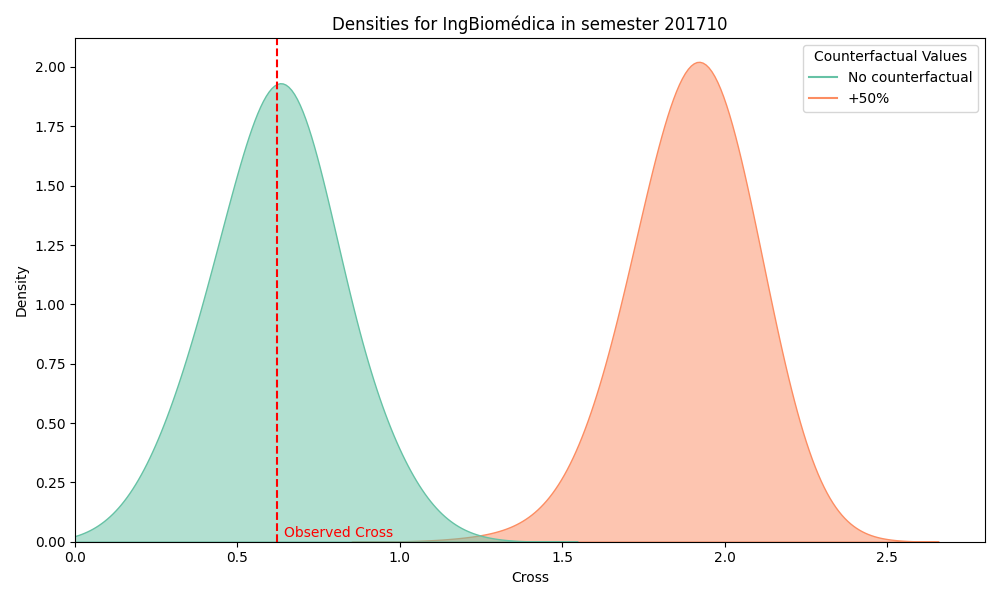 Densities for IngBiomédica in semester 201710
Counterfactual Values
No counterfactual
+50%
Density
2.00
1.75
1.50
1.25
1.00
0.75
0.50
0.25
0.00
Observed Cross
0.0 0.5 1.0 1.5 2.0 2.5
Cross